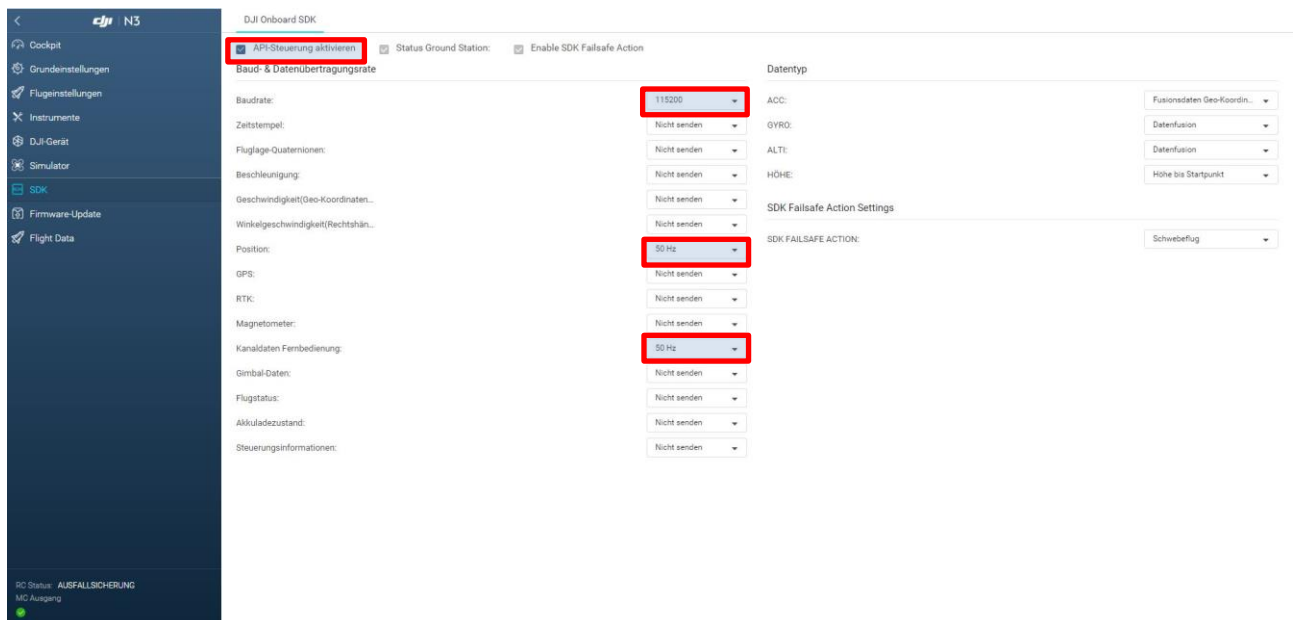 dji N3
Cockpit
Grundeinstellungen
Flugeinstellungen
Instrumente
DJI-Gerät
Simulator
SDK
Firmware-Update
Flight Data
RC Status: AUSFALLSICHERUNG
MC Ausgang
DJI Onboard SDK
API-Steuerung aktivieren Status Ground Station: Enable SDK Failsafe Action
Baud- & Datenübertragungsrate
Baudrate: 115200
Zeitstempel: Nicht senden
Fluglage-Quaternionen: Nicht senden
Beschleunigung: Nicht senden
Geschwindigkeit(Geo-Koordinaten... Nicht senden
Winkelgeschwindigkeit(Rechtshän... Nicht senden
Position: 50 Hz
GPS: Nicht senden
RTK: Nicht senden
Magnetometer: Nicht senden
Kanaldaten Fernbedienung: 50 Hz
Gimbal-Daten: Nicht senden
Flugstatus: Nicht senden
Akkuladezustand: Nicht senden
Steuerungsinformationen: Nicht senden
Datentyp
ACC: Fusionsdaten Geo-Koordin...
GYRO: Datenfusion
ALTI: Datenfusion
HÖHE: Höhe bis Startpunkt
SDK Failsafe Action Settings
SDK FAILSAFE ACTION: Schwebeflug